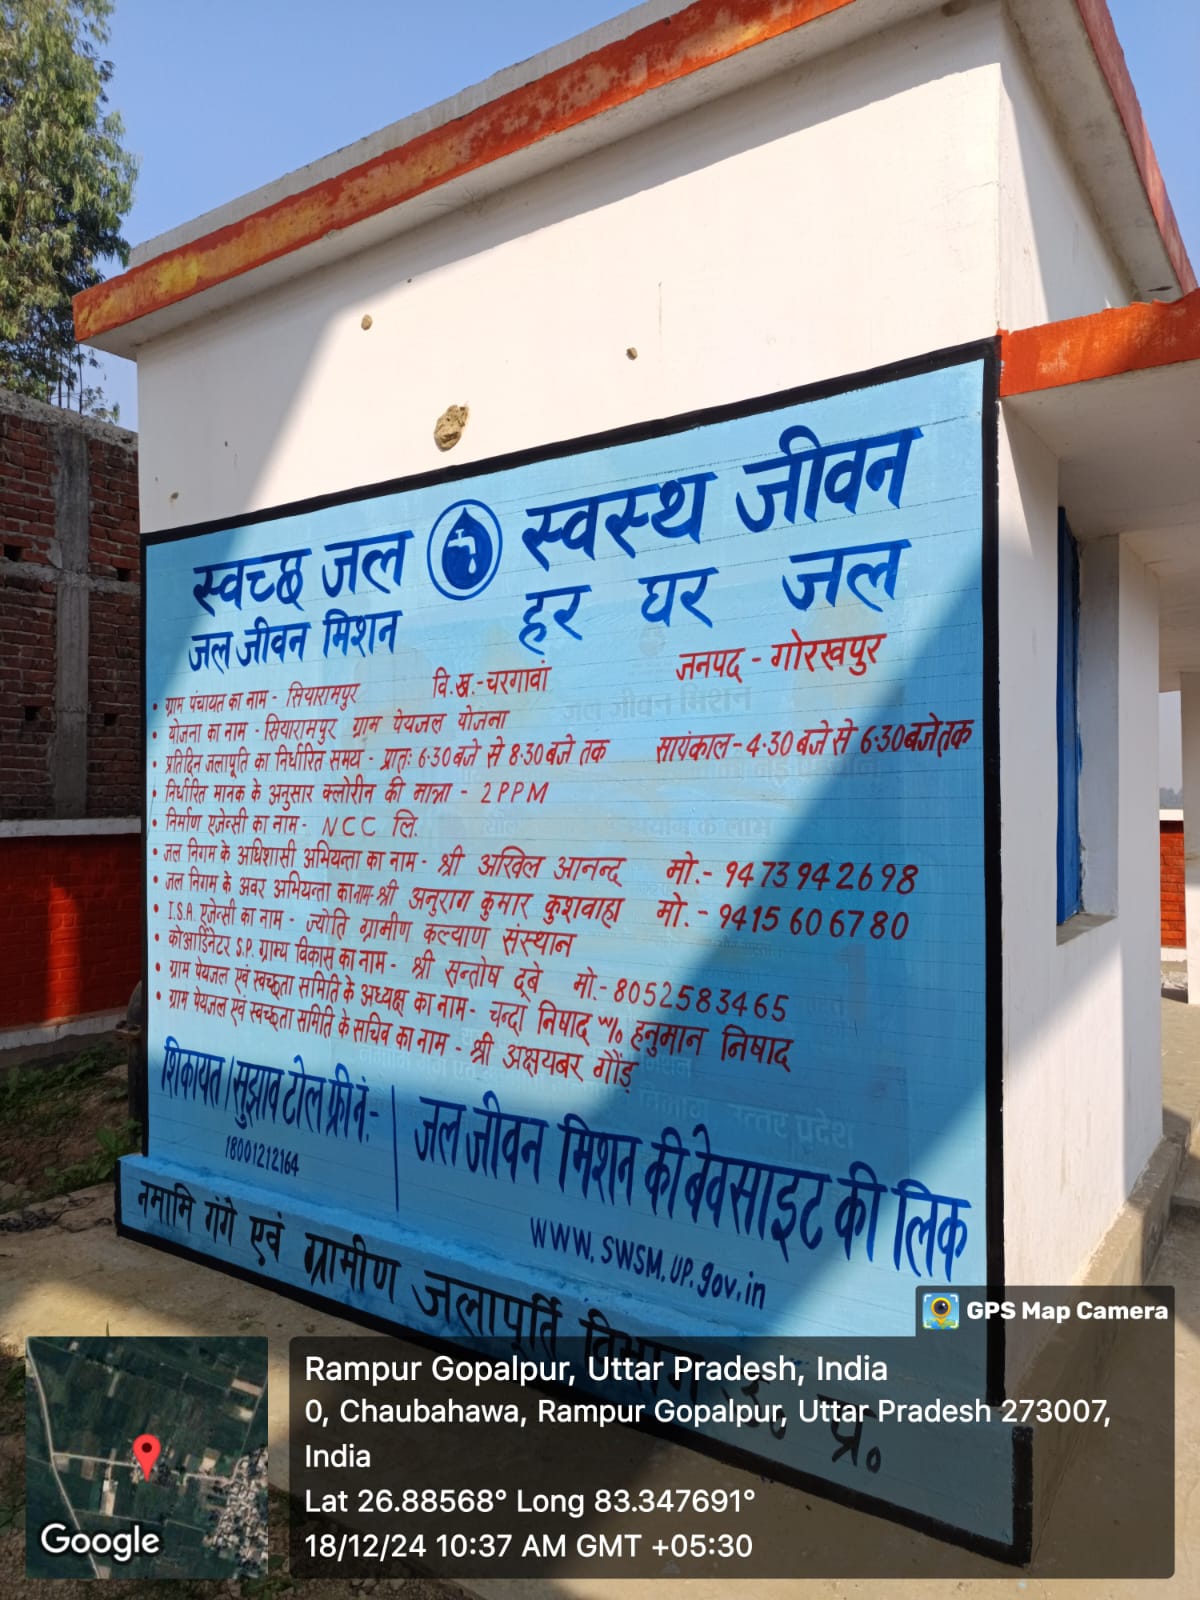 स्वच्छ जल स्वस्थ जीवन
जल जीवन मिशन हर घर जल
• ग्राम पंचायत का नाम - सियारामपुर वि.ख.-चरगावां जनपद - गोरखपुर
• योजना का नाम - सियारामपुर ग्राम पेयजल योजना
• प्रतिदिन जलापूर्ति का निर्धारित समय - प्रातः 6.30 बजे से 8.30 बजे तक सायंकाल-4.30 बजे से 6.30 बजे तक
• निर्धारित मानक के अनुसार क्लोरीन की मात्रा - 2 PPM
• निर्माण एजेन्सी का नाम - NCC लि.
• जल निगम के अधिशासी अभियन्ता का नाम - श्री अखिल आनन्द मो.- 9473942698
• जल निगम के अवर अभियन्ता का नाम-श्री अनुराग कुमार कुशवाहा मो.- 9415606780
• I.S.A. एजेन्सी का नाम - ज्योति ग्रामीण कल्याण संस्थान
• कोआर्डिनेटर S.P. ग्राम्य विकास का नाम - श्री सन्तोष दूबे मो.- 8052583465
• ग्राम पेयजल एवं स्वच्छता समिति के अध्यक्ष का नाम- चन्दा निषाद w/o हनुमान निषाद
• ग्राम पेयजल एवं स्वच्छता समिति के सचिव का नाम - श्री अक्षयबर गौंड़
शिकायत/सुझाव टोल फ्री नं.-
18001212164
जल जीवन मिशन की बेवसाइट की लिंक
www.swsm.up.gov.in
नमामि गंगे एवं ग्रामीण जलापूर्ति विभाग उ. प्र.
GPS Map Camera
Rampur Gopalpur, Uttar Pradesh, India
0, Chaubahawa, Rampur Gopalpur, Uttar Pradesh 273007,
India
Lat 26.88568° Long 83.347691°
18/12/24 10:37 AM GMT +05:30
Google